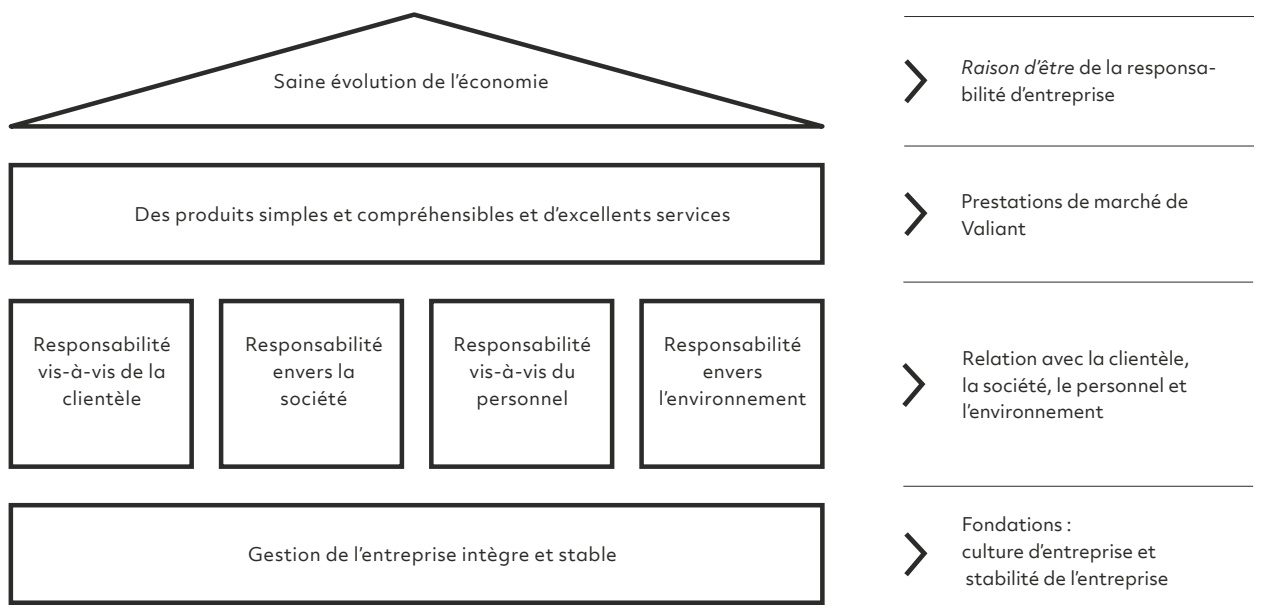 Saine évolution de l’économie
Raison d’être de la responsa-
bilité d’entreprise
Des produits simples et compréhensibles et d’excellents services
Prestations de marché de
Valiant
Responsabilité
vis-à-vis de la
clientèle
Responsabilité
envers la
société
Responsabilité
vis-à-vis du
personnel
Responsabilité
envers
l’environnement
Relation avec la clientèle,
la société, le personnel et
l’environnement
Gestion de l’entreprise intègre et stable
Fondations :
culture d’entreprise et
stabilité de l’entreprise